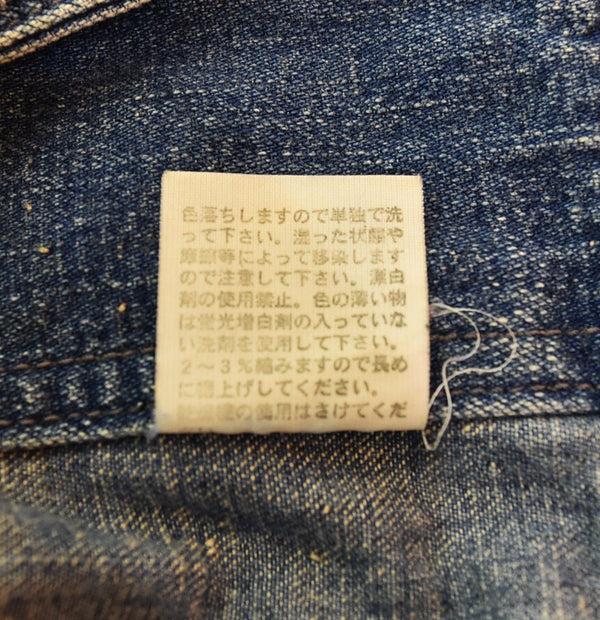 色落ちしますので単独で洗
って下さい。湿った状態や
摩擦等によって移染します
ので注意して下さい。漂白
剤の使用禁止。色の薄い物
は蛍光増白剤の入っていな
い洗剤を使用して下さい。
2～3％縮みますので長め
に裾上げしてください。
乾燥機の使用はさけてくだ